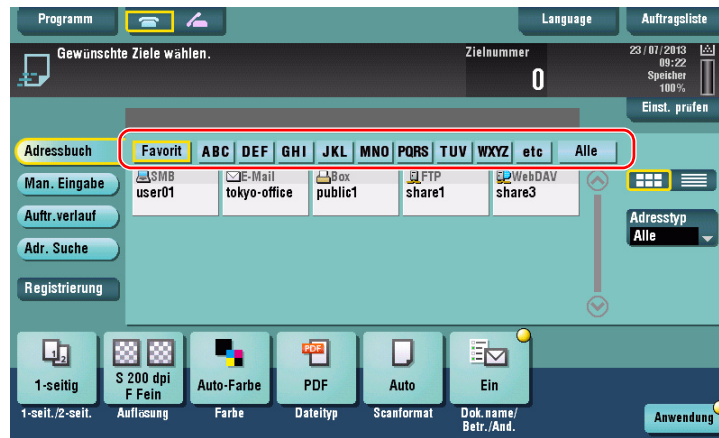 Programm
Language
Auftragsliste
Gewünschte Ziele wählen.
Zielnummer
0
23/07/2013
09:22
Speicher
100%
Einst. prüfen
Adressbuch
Favorit ABC DEF GHI JKL MNO PQRS TUV WXYZ etc Alle
Man. Eingabe
SMB
user01
E-Mail
tokyo-office
Box
public1
FTP
share1
WebDAV
share3
Auftr.verlauf
Adresstyp
Alle
Adr. Suche
Registrierung
1 2
1-seitig
S 200 dpi
F Fein
Auto-Farbe
PDF
PDF
Auto
Ein
1-seit./2-seit.
Auflösung
Farbe
Dateityp
Scanformat
Dok.name/
Betr./And.
Anwendung